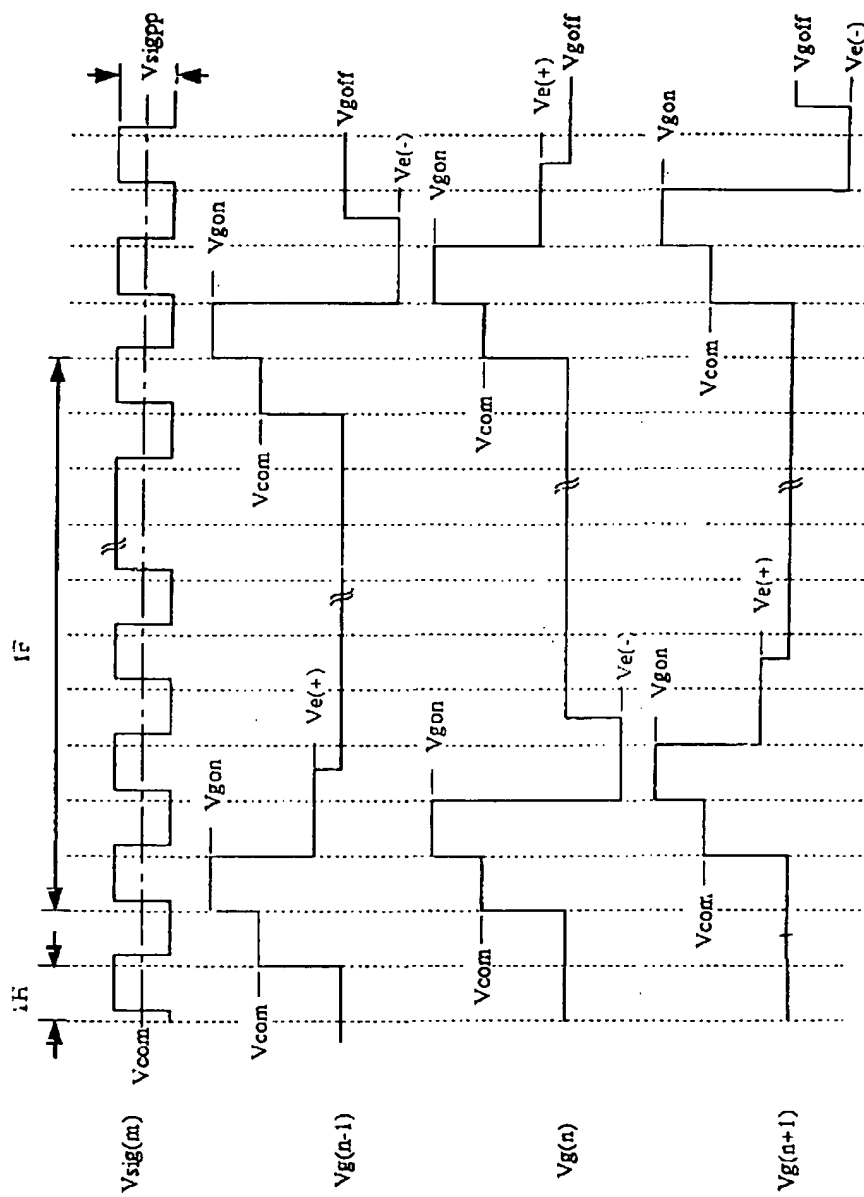 1H
1F
Vsig(m)
Vcom
Vsigpp
Vg(n-1)
Vcom
Vgon
Ve(+)
Vcom
Vgon
Vgoff
Ve(-)
Vg(n)
Vcom
Vgon
Ve(-)
Vcom
Vgon
Ve(+)
Vgoff
Vg(n+1)
Vcom
Vgon
Ve(+)
Vcom
Vgon
Vgoff
Ve(-)